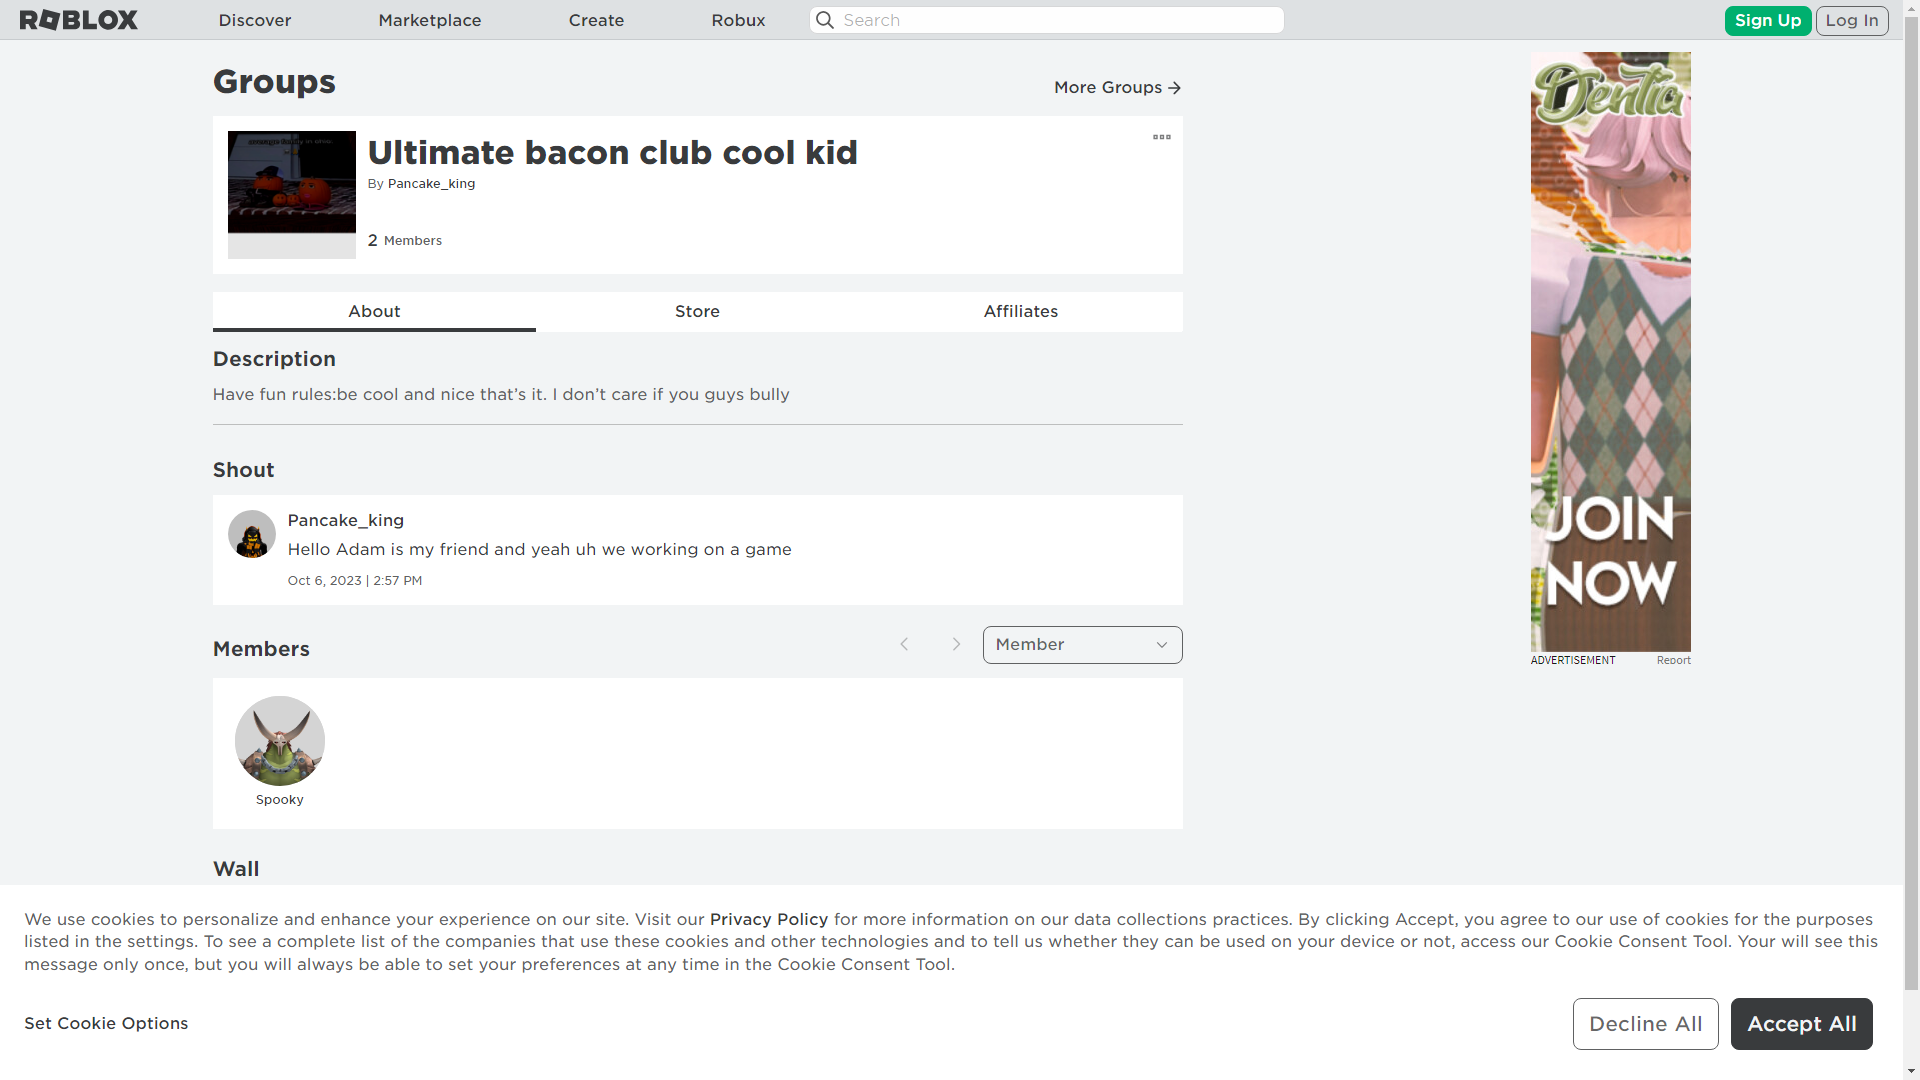 ROBLOX
Discover
Marketplace
Create
Robux
Search
Sign Up
Log In
Groups
More Groups
Ultimate bacon club cool kid
By Pancake_king
2 Members
About
Store
Affiliates
Description
Have fun rules:be cool and nice that’s it. I don’t care if you guys bully
Shout
Pancake_king
Hello Adam is my friend and yeah uh we working on a game
Oct 6, 2023 | 2:57 PM
Members
Member
Spooky
Wall
Dentia
JOIN
NOW
ADVERTISEMENT
Report
We use cookies to personalize and enhance your experience on our site. Visit our Privacy Policy for more information on our data collections practices. By clicking Accept, you agree to our use of cookies for the purposes
listed in the settings. To see a complete list of the companies that use these cookies and other technologies and to tell us whether they can be used on your device or not, access our Cookie Consent Tool. Your will see this
message only once, but you will always be able to set your preferences at any time in the Cookie Consent Tool.
Set Cookie Options
Decline All
Accept All